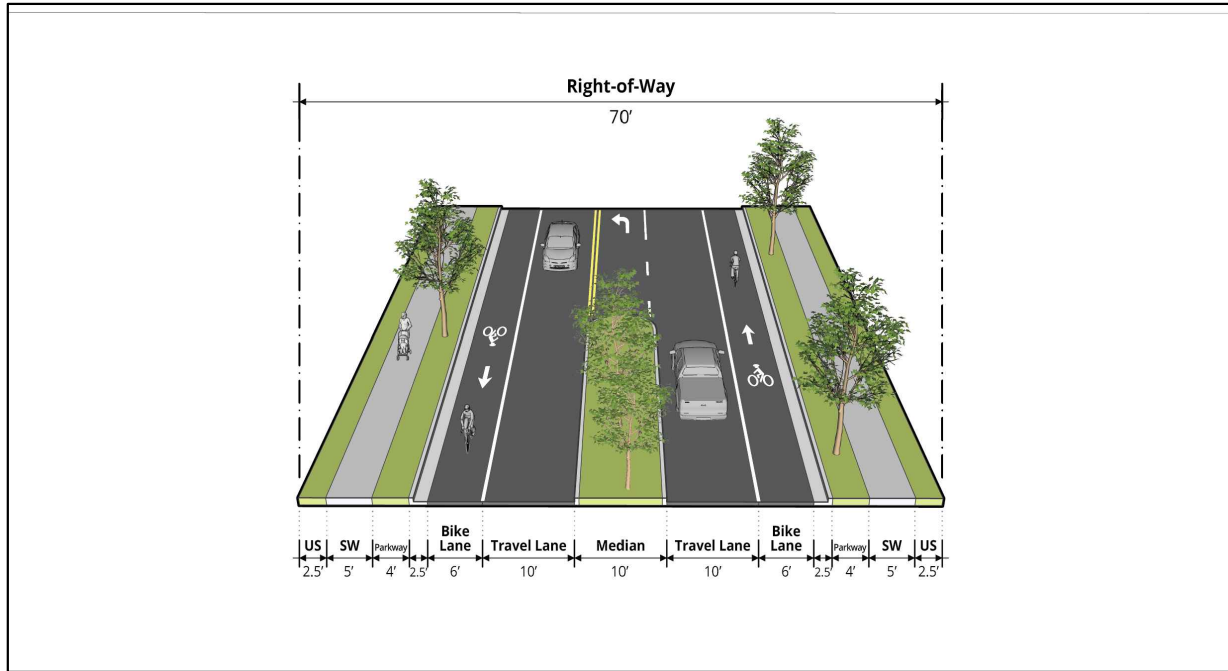 Right-of-Way
70’
US SW Parkway Bike Lane Travel Lane Median Travel Lane Bike Lane Parkway SW US
2.5’ 5’ 4’ 2.5’ 6’ 10’ 10’ 10’ 6’ 2.5’ 4’ 5’ 2.5’